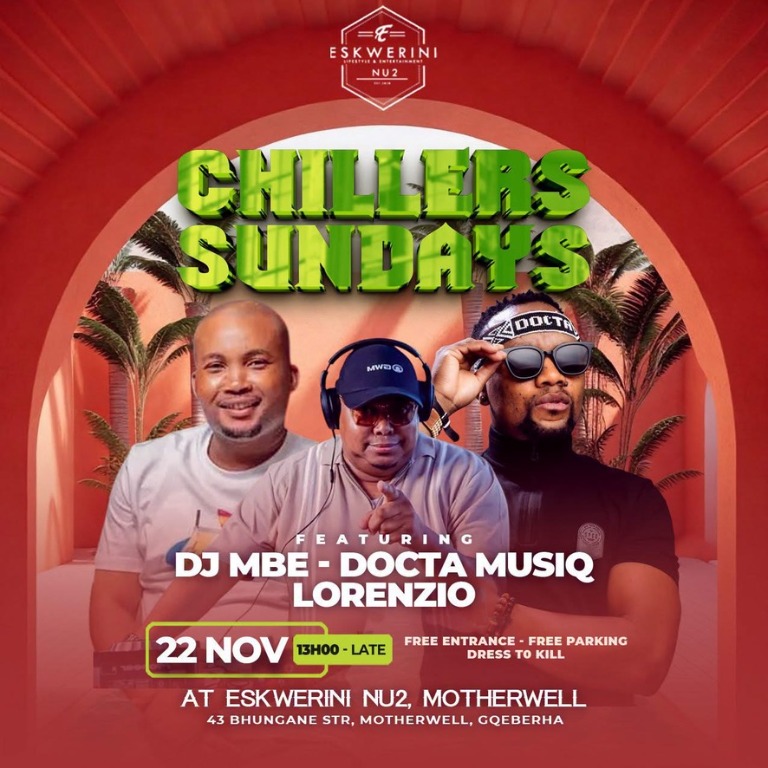 E
ESKWERINI
LIFESTYLE & ENTERTAINMENT
NU2
CHILLERS
SUNDAYS
DOCTA
MWD
FEATURING
DJ MBE - DOCTA MUSIQ
LORENZIO
22 NOV
13H00 - LATE
FREE ENTRANCE - FREE PARKING
DRESS T0 KILL
AT ESKWERINI NU2, MOTHERWELL
43 BHUNGANE STR, MOTHERWELL, GQEBERHA